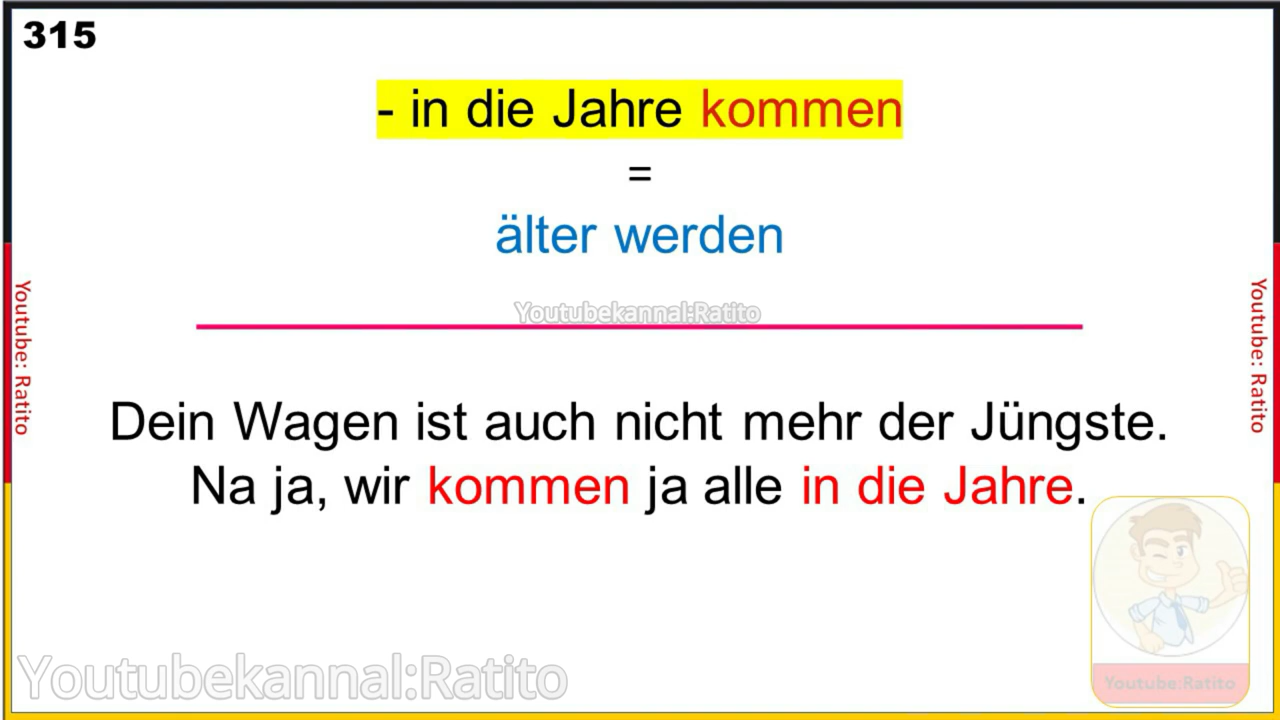 315
- in die Jahre kommen
=
älter werden
Youtubekannal:Ratito
Youtube: Ratito
Youtube: Ratito
Dein Wagen ist auch nicht mehr der Jüngste.
Na ja, wir kommen ja alle in die Jahre.
Youtubekannal:Ratito
Youtube:Ratito